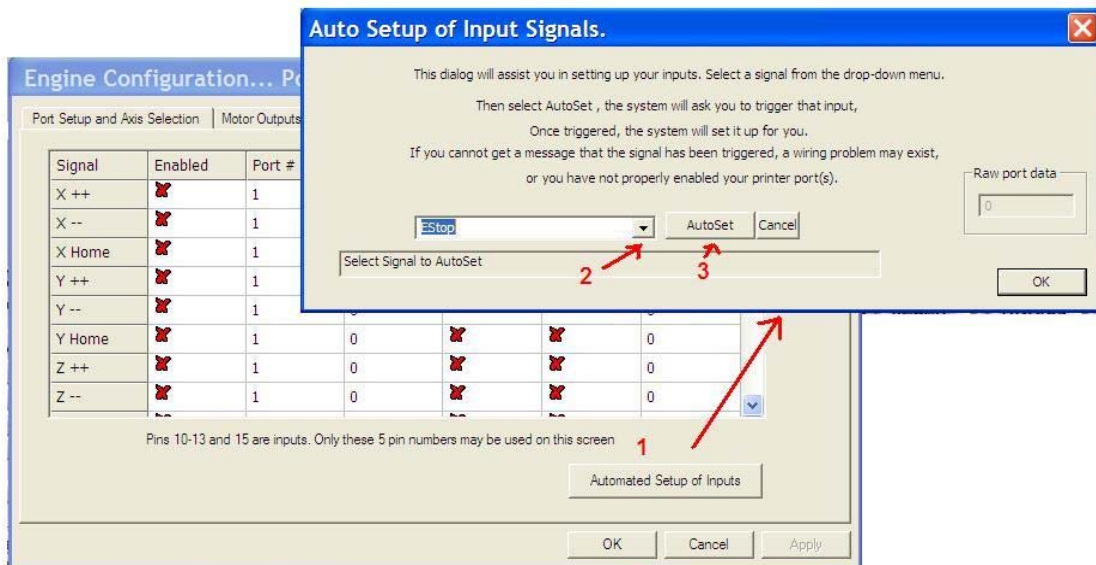 Auto Setup of Input Signals.
This dialog will assist you in setting up your inputs. Select a signal from the drop-down menu.
Then select AutoSet , the system will ask you to trigger that input,
Once triggered, the system will set it up for you.
If you cannot get a message that the signal has been triggered, a wiring problem may exist,
or you have not properly enabled your printer port(s).
Raw port data
0
EStop
AutoSet
Cancel
2
3
Select Signal to AutoSet
OK
Engine Configuration...
Port Setup and Axis Selection
Motor Outputs
Signal Enabled Port #
X ++ 1
X -- 1
X Home 1
Y ++ 1
Y -- 1
Y Home 1 0 0
Z ++ 1 0 0
Z -- 1 0 0
Pins 10-13 and 15 are inputs. Only these 5 pin numbers may be used on this screen
1
Automated Setup of Inputs
OK
Cancel
Apply